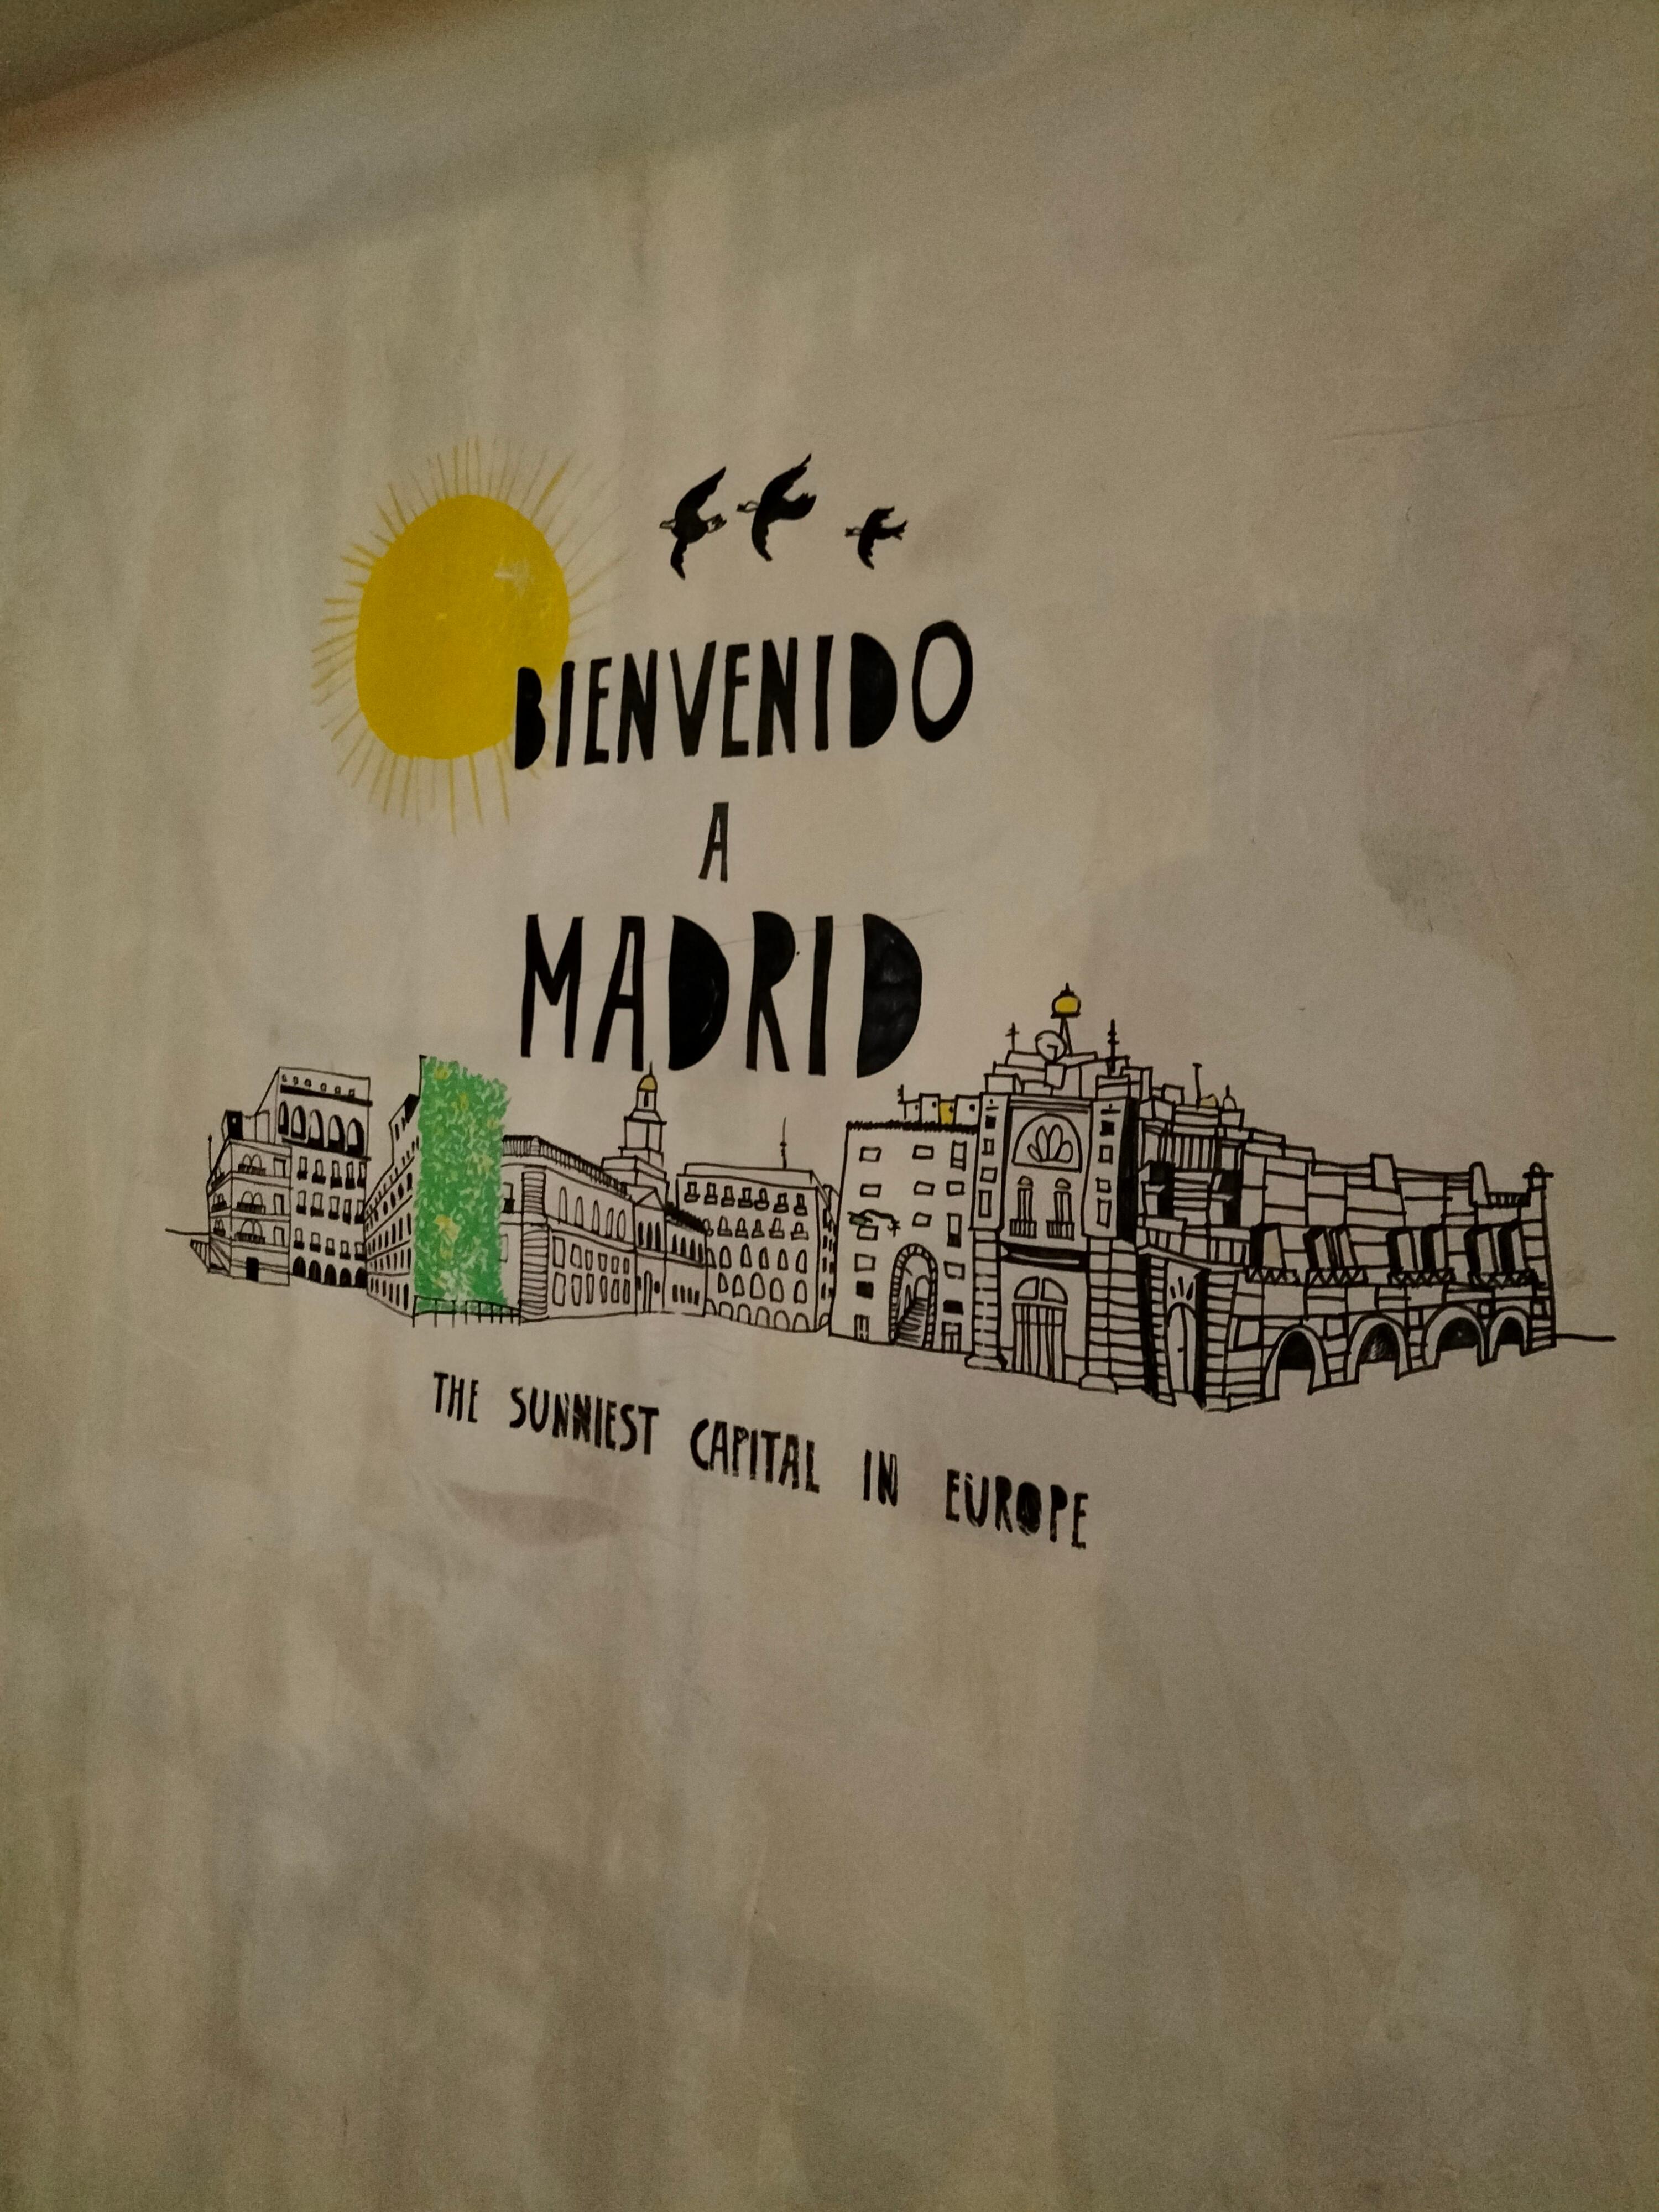 BIENVENIDO
A
MADRID
THE SUNNIEST CAPITAL IN EUROPE